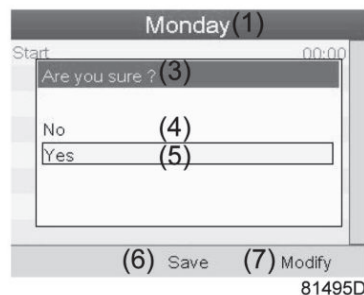 Monday(1)
Start 00:00
Are you sure ?(3)
No (4)
Yes (5)
(6) Save (7) Modify
81495D